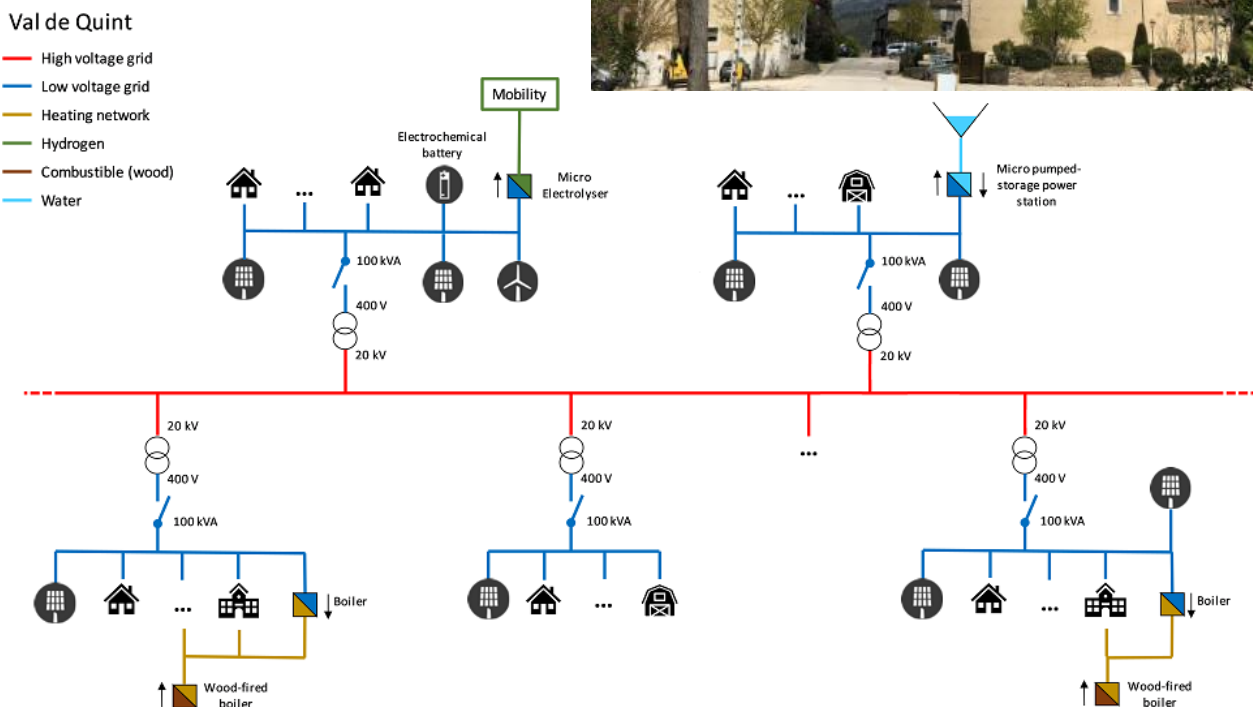 Val de Quint
High voltage grid
Low voltage grid
Heating network
Hydrogen
Combustible (wood)
Water
Mobility
Electrochemical
battery
Micro
Electrolyser
...
100 kVA
400 V
20 kV
Micro pumped-
storage power
station
...
100 kVA
400 V
20 kV
20 kV
400 V
100 kVA
...
Boiler
Wood-fired
boiler
20 kV
400 V
100 kVA
...
...
20 kV
400 V
100 kVA
...
Boiler
Wood-fired
boiler